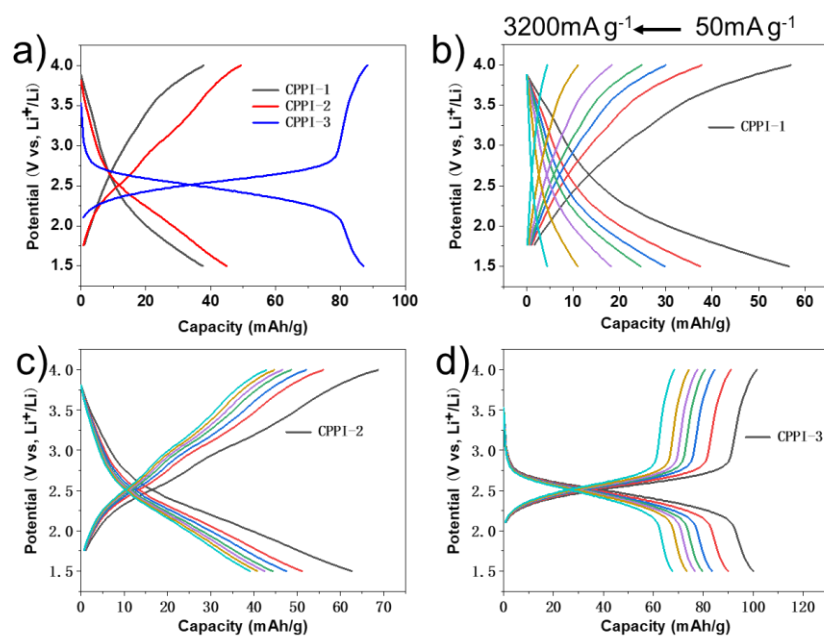 a)
4.0
3.5
3.0
2.5
2.0
1.5
Potential (V vs, Li⁺/Li)
CPPI-1
CPPI-2
CPPI-3
0 20 40 60 80 100
Capacity (mAh/g)
b)
3200mA g⁻¹ 50mA g⁻¹
4.0
3.5
3.0
2.5
2.0
1.5
Potential (V vs, Li⁺/Li)
CPPI-1
0 10 20 30 40 50 60
Capacity (mAh/g)
c)
4.0
3.5
3.0
2.5
2.0
1.5
Potential (V vs, Li⁺/Li)
CPPI-2
0 10 20 30 40 50 60 70
Capacity (mAh/g)
d)
4.0
3.5
3.0
2.5
2.0
1.5
Potential (V vs, Li⁺/Li)
CPPI-3
0 20 40 60 80 100 120
Capacity (mAh/g)